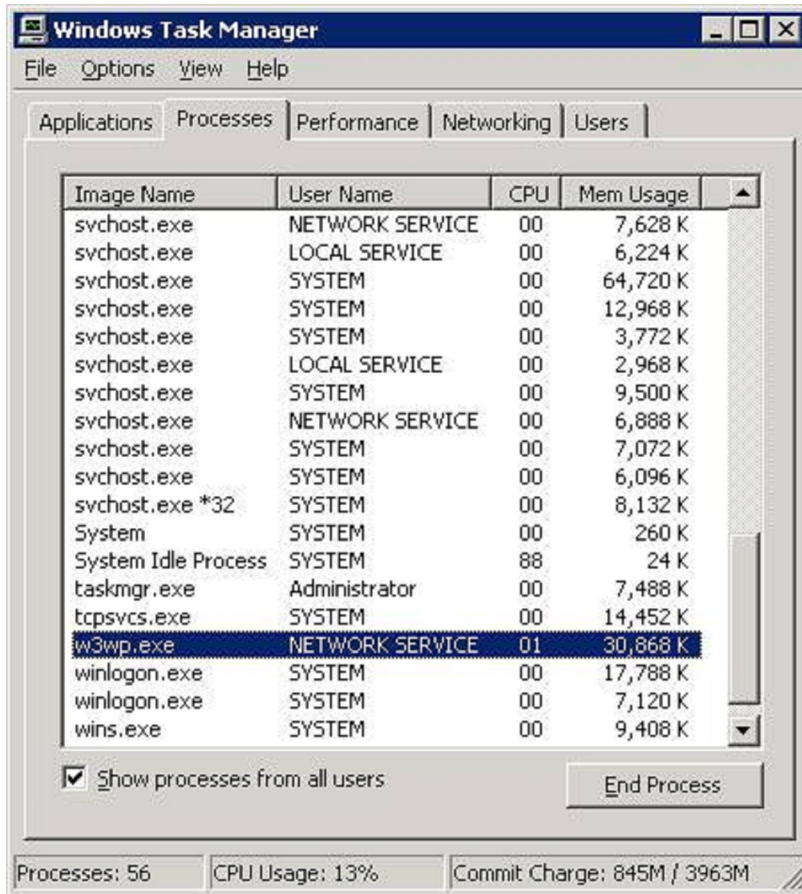 Windows Task Manager
File Options View Help
Applications Processes Performance Networking Users
Image Name User Name CPU Mem Usage
svchost.exe NETWORK SERVICE 00 7,628 K
svchost.exe LOCAL SERVICE 00 6,224 K
svchost.exe SYSTEM 00 64,720 K
svchost.exe SYSTEM 00 12,968 K
svchost.exe SYSTEM 00 3,772 K
svchost.exe LOCAL SERVICE 00 2,968 K
svchost.exe SYSTEM 00 9,500 K
svchost.exe NETWORK SERVICE 00 6,888 K
svchost.exe SYSTEM 00 7,072 K
svchost.exe SYSTEM 00 6,096 K
svchost.exe *32 SYSTEM 00 8,132 K
System SYSTEM 00 260 K
System Idle Process SYSTEM 88 24 K
taskmgr.exe Administrator 00 7,488 K
tcpsvcs.exe SYSTEM 00 14,452 K
w3wp.exe NETWORK SERVICE 01 30,868 K
winlogon.exe SYSTEM 00 17,788 K
winlogon.exe SYSTEM 00 7,120 K
wins.exe SYSTEM 00 9,408 K
Show processes from all users End Process
Processes: 56 CPU Usage: 13% Commit Charge: 845M / 3963M